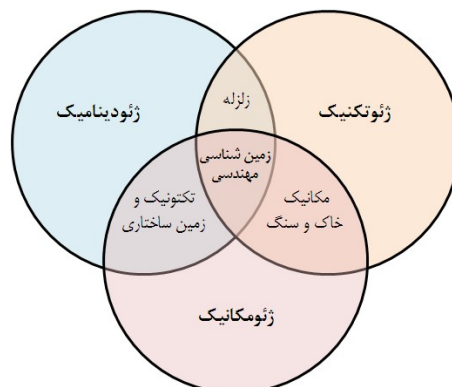 زلزله
ژئوتکنیک
ژئودینامیک
زمین شناسی
مهندسی
مکانیک
خاک و سنگ
تکتونیک و
زمین ساختاری
ژئومکانیک